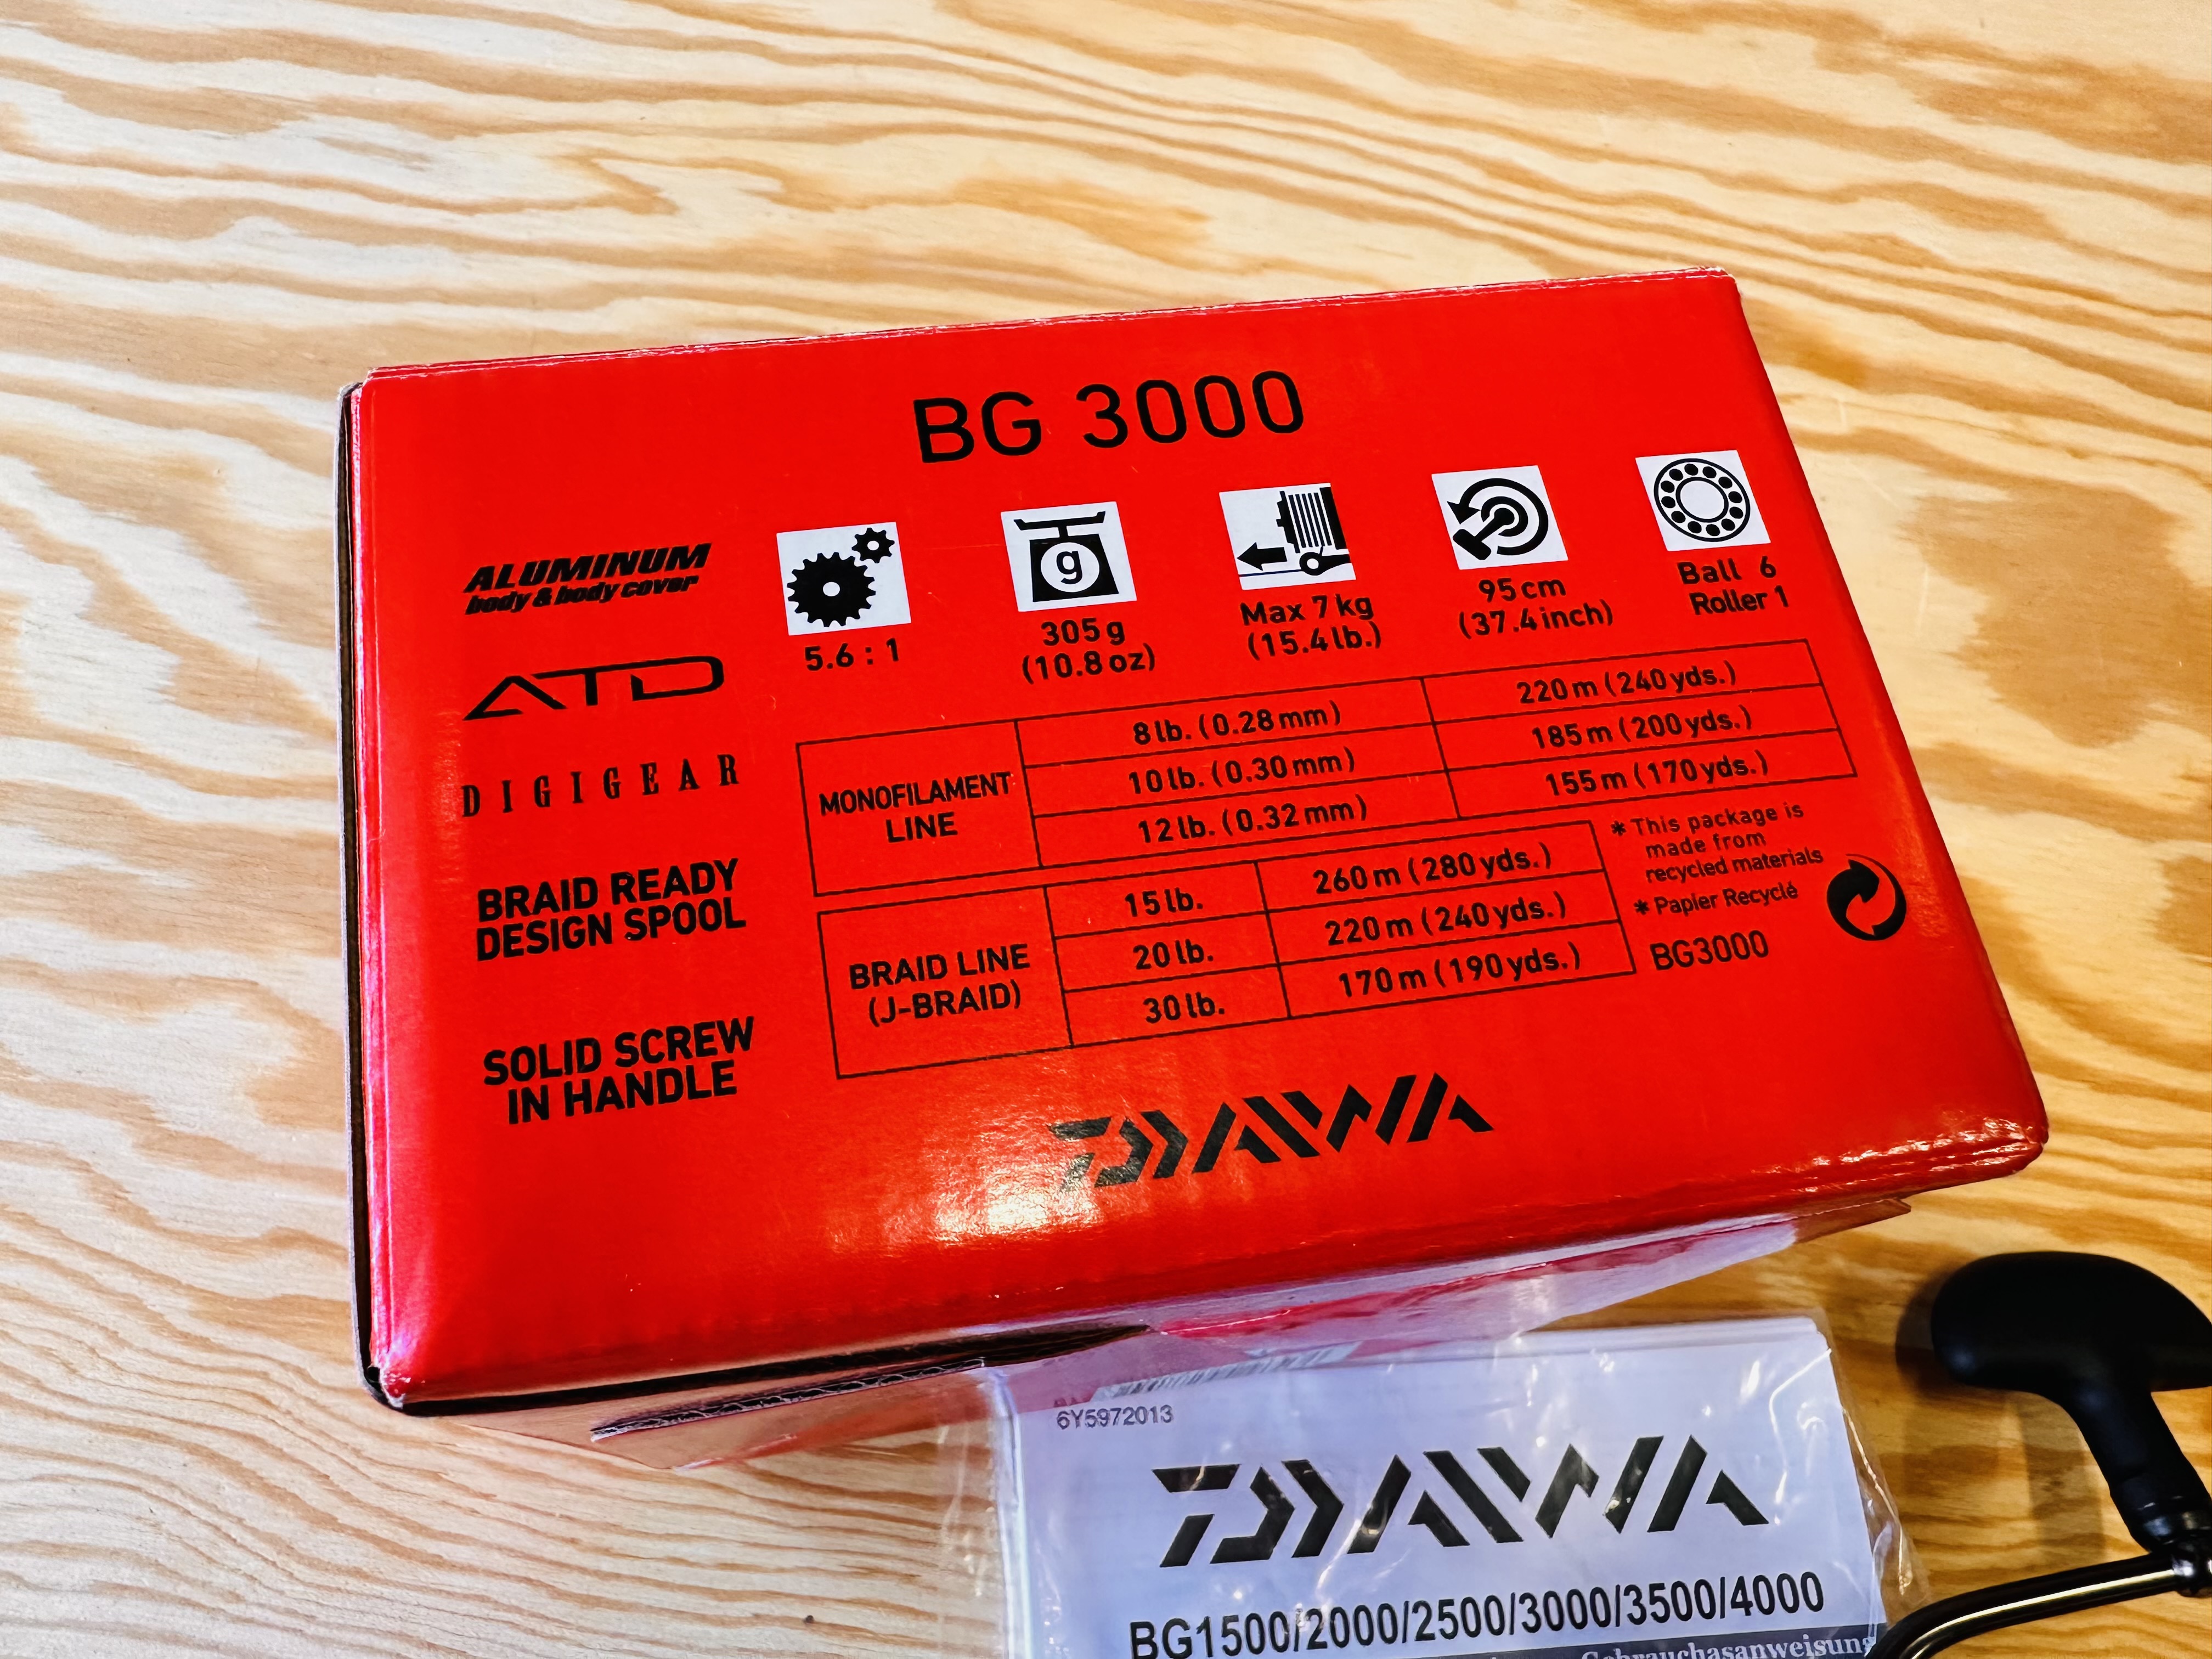 BG 3000
ALUMINUM
body & body cover
ATD
DIGIGEAR
BRAID READY
DESIGN SPOOL
SOLID SCREW
IN HANDLE
5.6 : 1
g
305 g
(10.8 oz)
Max 7 kg
(15.4 lb.)
95 cm
(37.4 inch)
Ball 6
Roller 1
MONOFILAMENT
LINE
8 lb. (0.28 mm) 220 m (240 yds.)
10 lb. (0.30 mm) 185 m (200 yds.)
12 lb. (0.32 mm) 155 m (170 yds.)
BRAID LINE
(J-BRAID)
15 lb. 260 m (280 yds.)
20 lb. 220 m (240 yds.)
30 lb. 170 m (190 yds.)
* This package is
made from
recycled materials
* Papier Recyclé
BG3000
DAIWA
6Y5972013
DAIWA
BG1500/2000/2500/3000/3500/4000
Gebrauchasanweisung